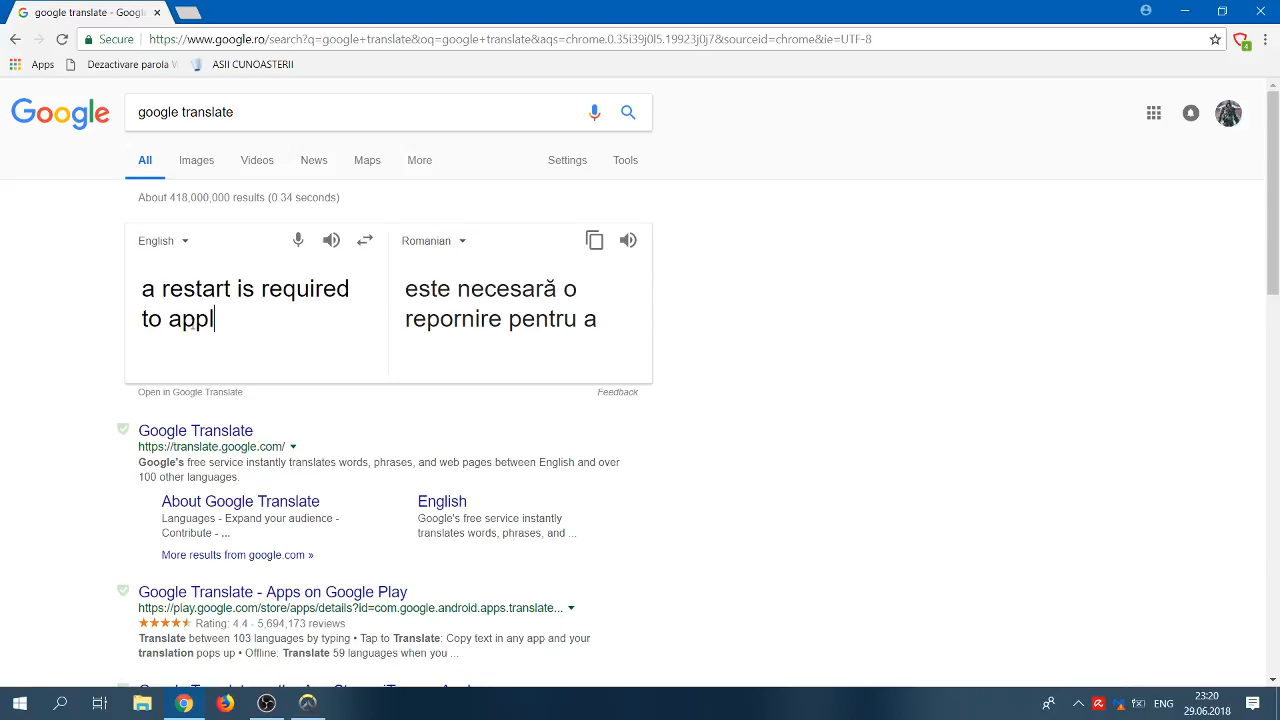 google translate - Googl
Secure
https://www.google.ro/search?q=google+translate&oq=google+translate&aqs=chrome.0.35i39j0l5.19923j0j7&sourceid=chrome&ie=UTF-8
4
Apps
Dezactivare parola
ASII CUNOASTERII
Google
google translate
All
Images
Videos
News
Maps
More
Settings
Tools
About 418,000,000 results (0 34 seconds)
English
Romanian
a restart is required
to appl
este necesară o
repornire pentru a
Open in Google Translate
Feedback
Google Translate
https://translate.google.com/
Google's free service instantly translates words, phrases, and web pages between English and over
100 other languages.
About Google Translate
Languages - Expand your audience -
Contribute - ...
English
Google's free service instantly
translates words, phrases, and ...
More results from google.com »
Google Translate - Apps on Google Play
https://play.google.com/store/apps/details?id=com.google.android.apps.translate...
Rating: 4 4 - 5,694,173 reviews
Translate between 103 languages by typing • Tap to Translate: Copy text in any app and your
translation pops up • Offline. Translate 59 languages when you ...
ENG
23:20
29.06.2018